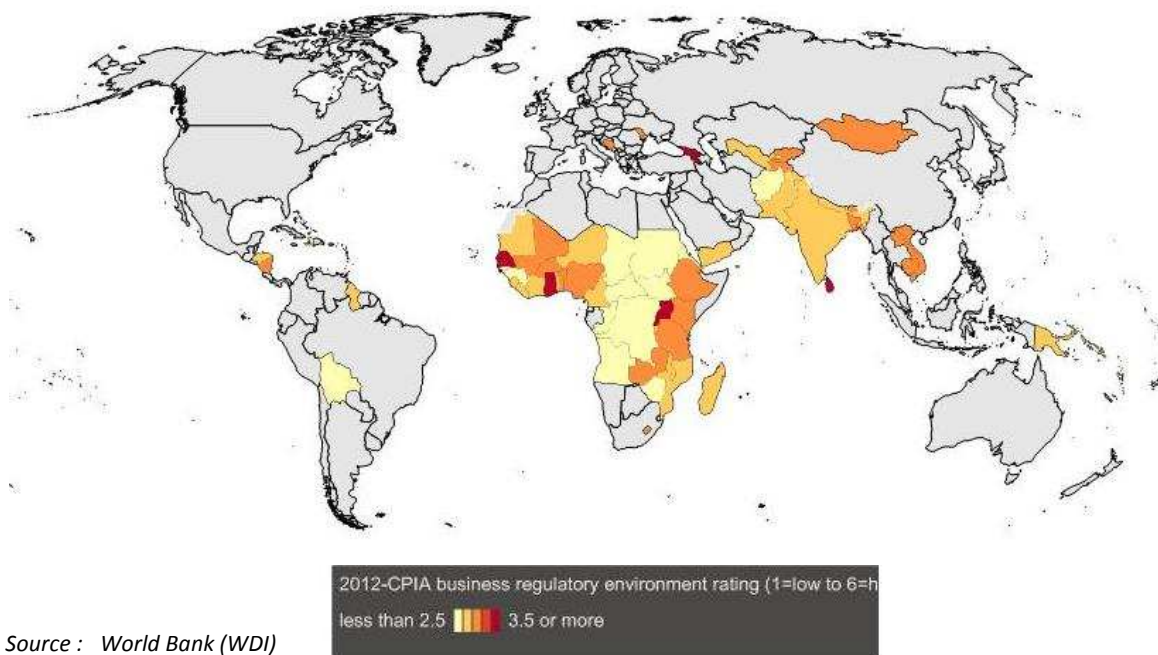 2012-CPIA business regulatory environment rating (1=low to 6=h
less than 2.5 3.5 or more
Source : World Bank (WDI)